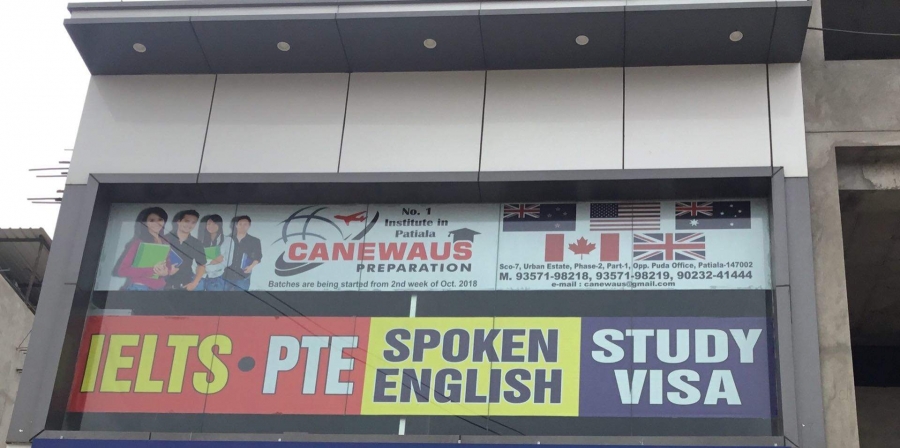 No. 1
Institute in
Patiala
CANEWAUS
PREPARATION
Batches are being started from 2nd week of Oct. 2018
Sco-7, Urban Estate, Phase-2, Part-1, Opp. Puda Office, Patiala-147002
M. 93571-98218, 93571-98219, 90232-41444
e-mail : canewaus@gmail.com
IELTS • PTE
SPOKEN
ENGLISH
STUDY
VISA